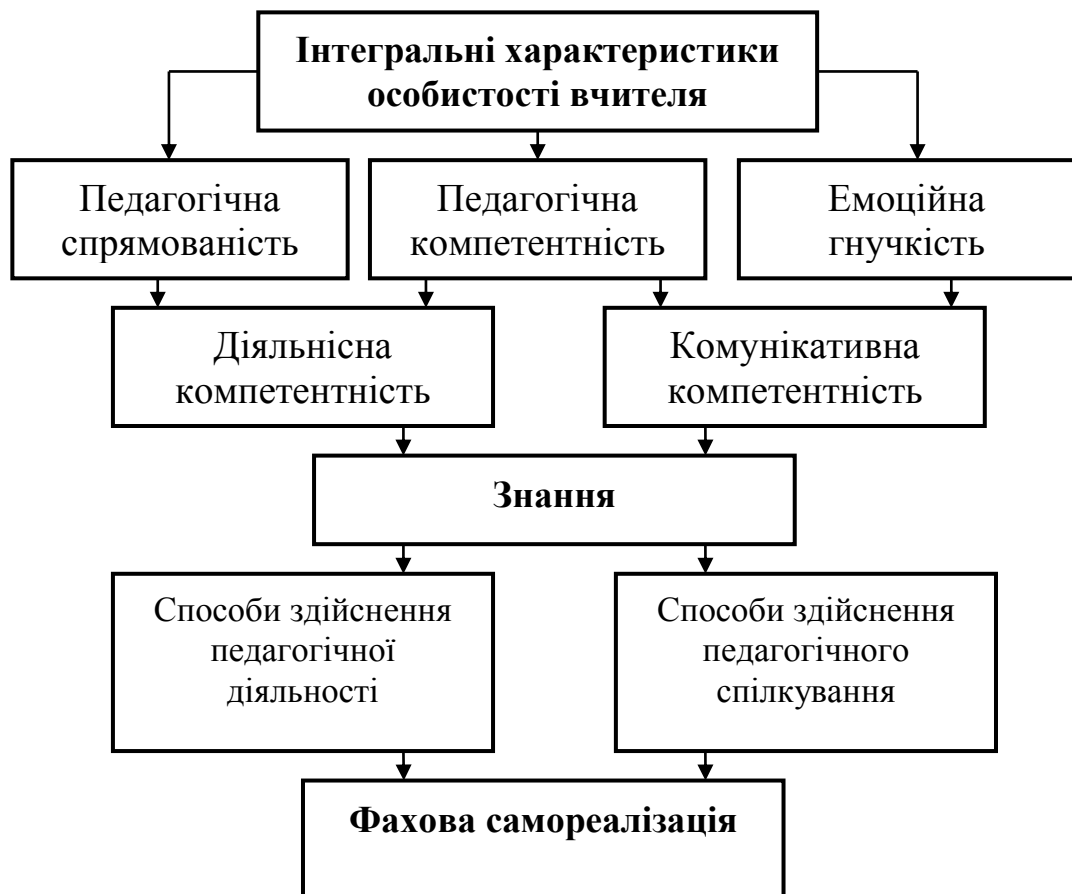 Інтегральні характеристики
особистості вчителя
Педагогічна
спрямованість
Педагогічна
компетентність
Емоційна
гнучкість
Діяльнісна
компетентність
Комунікативна
компетентність
Знання
Способи здійснення
педагогічної
діяльності
Способи здійснення
педагогічного
спілкування
Фахова самореалізація